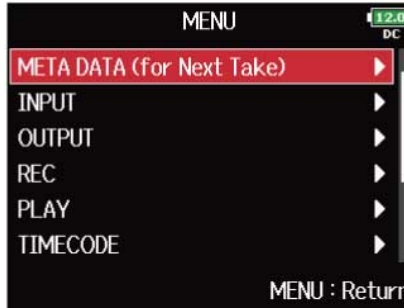 MENU
12.0
DC
META DATA (for Next Take)
INPUT
OUTPUT
REC
PLAY
TIMECODE
MENU : Return